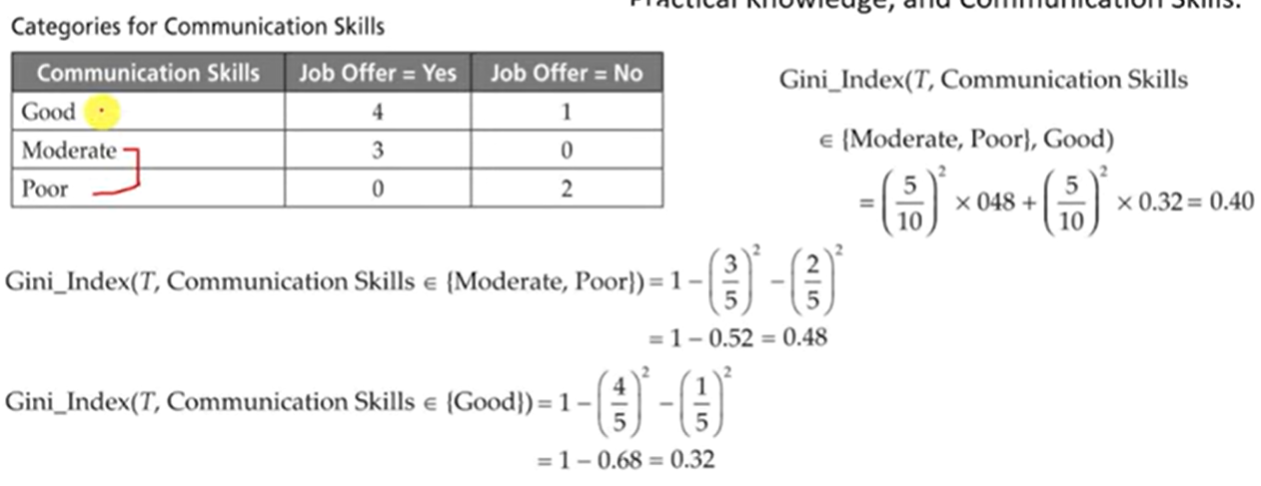 Practical Knowledge, and Communication Skills.
Categories for Communication Skills
Communication Skills Job Offer = Yes Job Offer = No
Good 4 1
Moderate 3 0
Poor 0 2
Gini_Index(T, Communication Skills
∈ {Moderate, Poor}, Good)
= (5/10)² × 048 + (5/10)² × 0.32 = 0.40
Gini_Index(T, Communication Skills ∈ {Moderate, Poor}) = 1 − (3/5)² − (2/5)²
= 1 − 0.52 = 0.48
Gini_Index(T, Communication Skills ∈ {Good}) = 1 − (4/5)² − (1/5)²
= 1 − 0.68 = 0.32